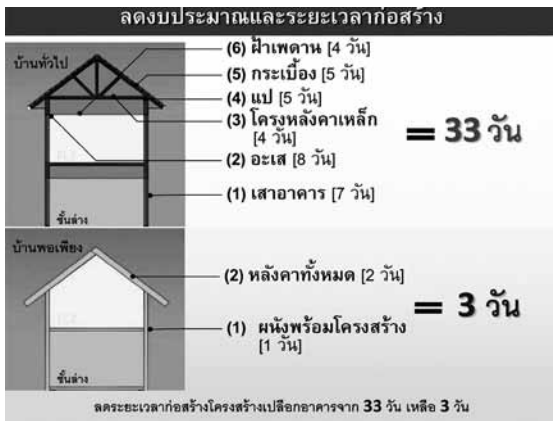 ลดงบประมาณและระยะเวลาก่อสร้าง
บ้านทั่วไป
(6) ฝ้าเพดาน [4 วัน]
(5) กระเบื้อง [5 วัน]
(4) แป [5 วัน]
(3) โครงหลังคาเหล็ก
[4 วัน]
(2) อะเส [8 วัน]
(1) เสาอาคาร [7 วัน]
ชั้นล่าง
= 33 วัน
บ้านพอเพียง
(2) หลังคาทั้งหมด [2 วัน]
(1) ผนังพร้อมโครงสร้าง
[1 วัน]
ชั้นล่าง
= 3 วัน
ลดระยะเวลาก่อสร้างโครงสร้างเปลือกอาคารจาก 33 วัน เหลือ 3 วัน